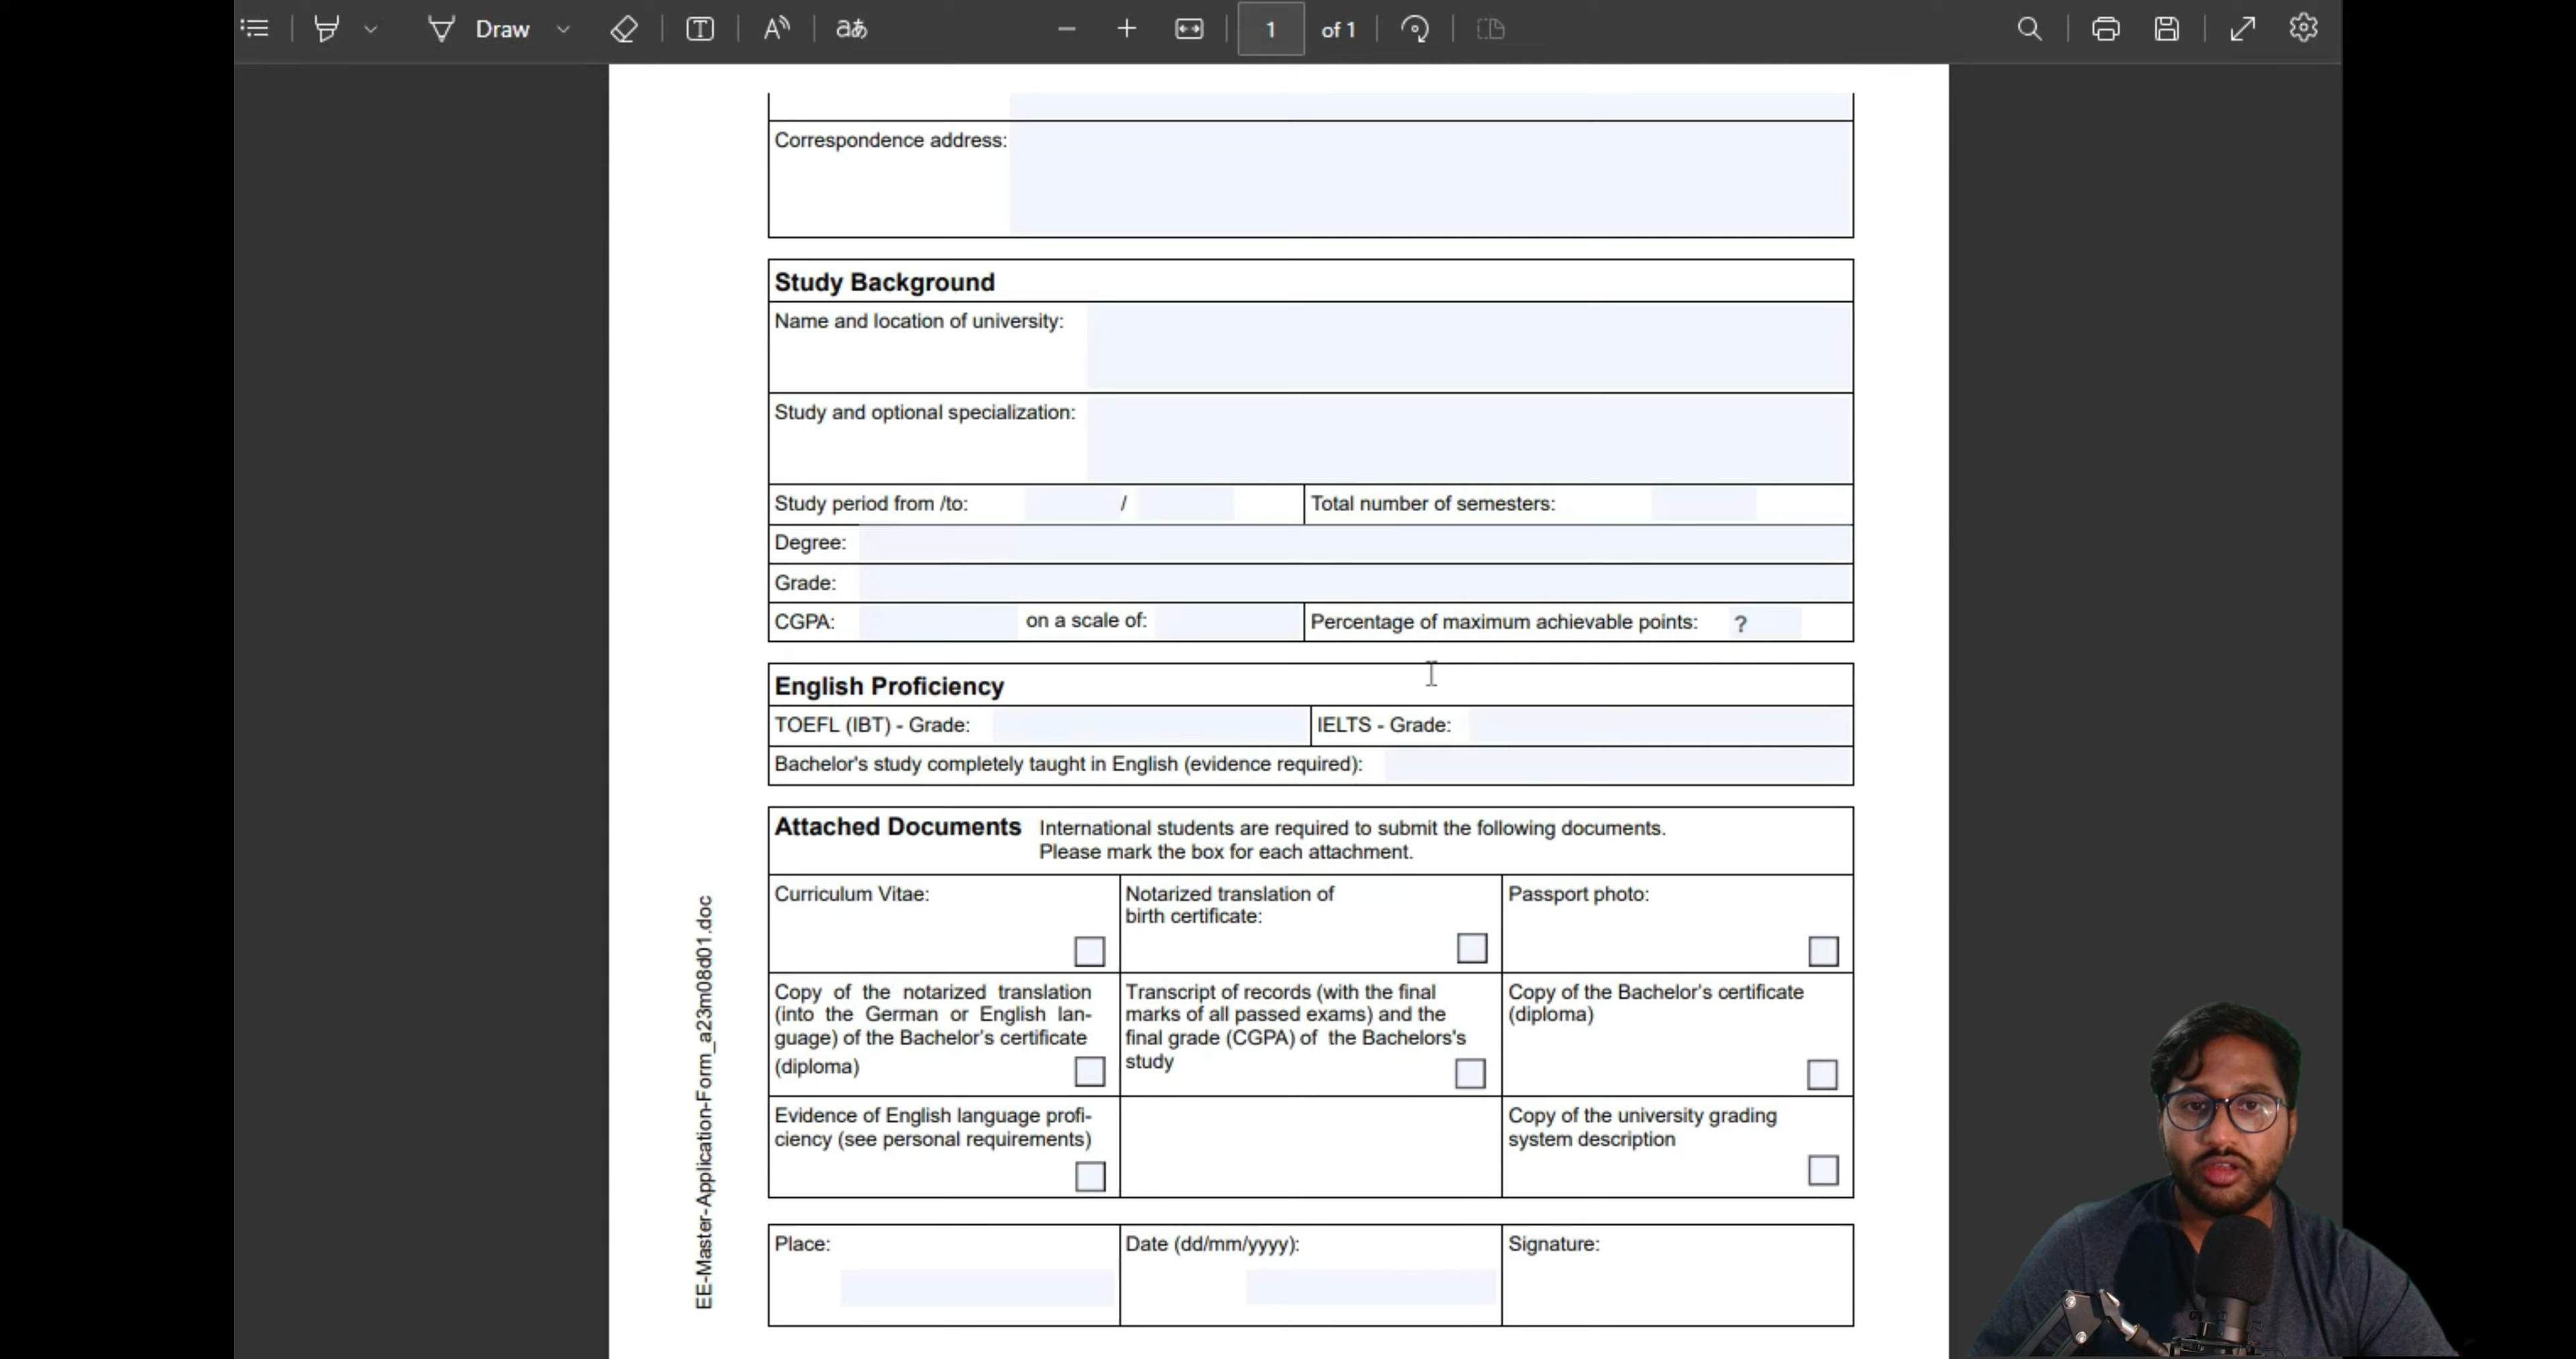 Draw
1
of 1
Correspondence address:
Study Background
Name and location of university:
Study and optional specialization:
Study period from /to: / Total number of semesters:
Degree:
Grade:
CGPA: on a scale of: Percentage of maximum achievable points: ?
English Proficiency
TOEFL (IBT) - Grade: IELTS - Grade:
Bachelor's study completely taught in English (evidence required):
Attached Documents International students are required to submit the following documents.
Please mark the box for each attachment.
Curriculum Vitae:
Notarized translation of
birth certificate:
Passport photo:
Copy of the notarized translation
(into the German or English lan-
guage) of the Bachelor's certificate
(diploma)
Transcript of records (with the final
marks of all passed exams) and the
final grade (CGPA) of the Bachelors's
study
Copy of the Bachelor's certificate
(diploma)
Evidence of English language profi-
ciency (see personal requirements)
Copy of the university grading
system description
Place:
Date (dd/mm/yyyy):
Signature:
EE-Master-Application-Form_a23m08d01.doc